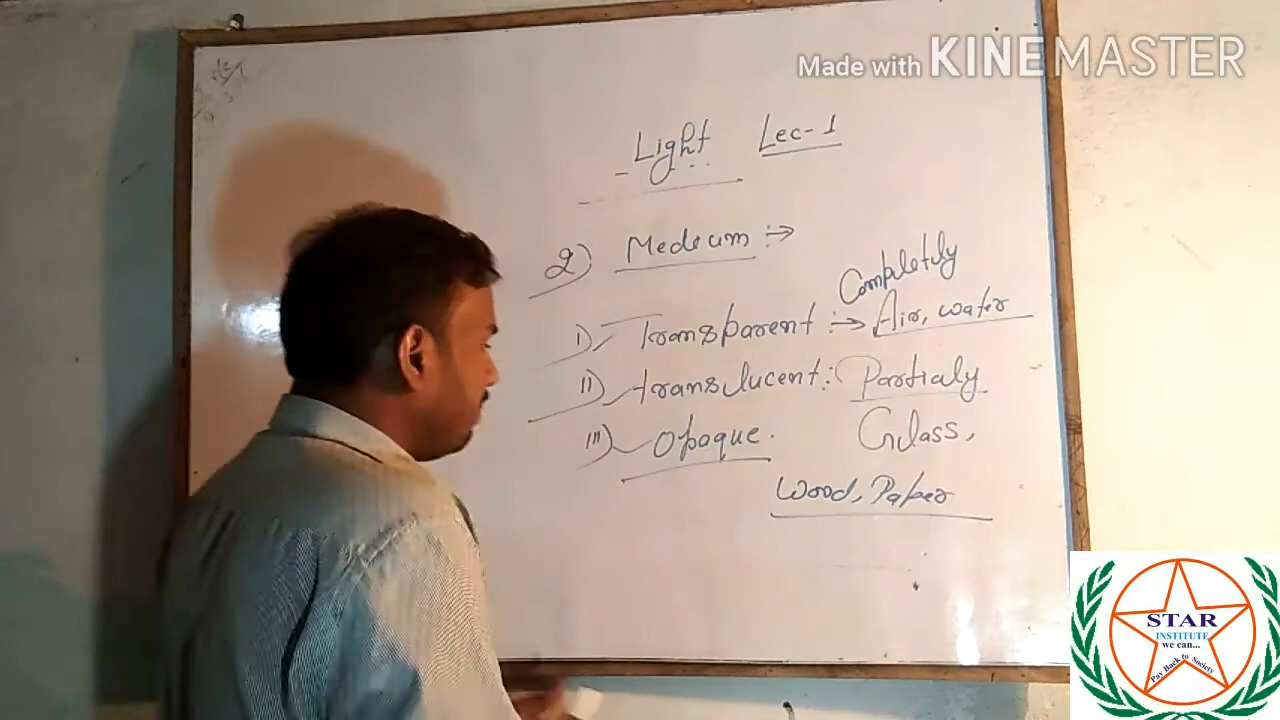 Made with KINEMASTER
Light Lec-1
2) Medium :→
Completely
I) Transparent :→ Air, water
II) translucent : Partialy
III) Opaque. Glass,
Wood, Paper
STAR
INSTITUTE
we can...
Pay Back to Society